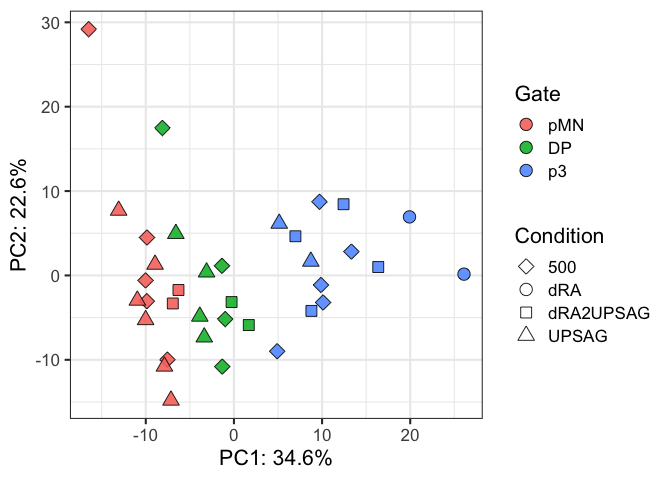 30
20
10
0
-10
-10
0
10
20
PC1: 34.6%
PC2: 22.6%
Gate
pMN
DP
p3
Condition
500
dRA
dRA2UPSAG
UPSAG